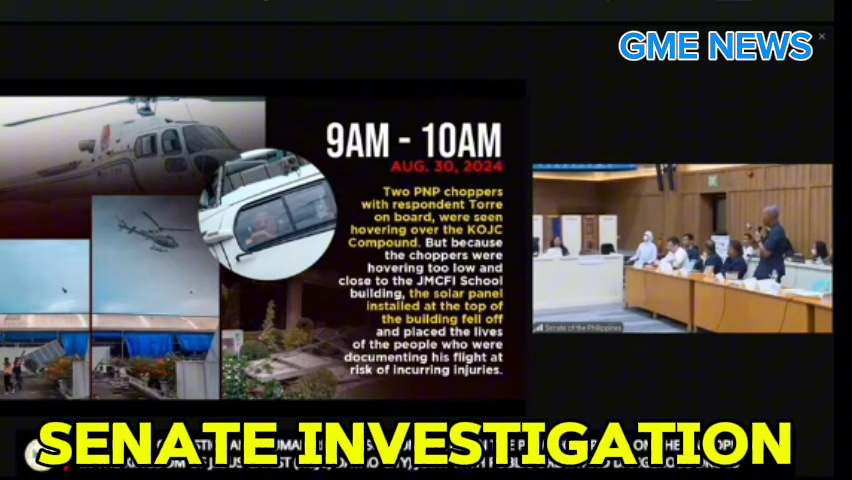 GME NEWS
9AM - 10AM
AUG. 30, 2024
Two PNP choppers
with respondent Torre
on board, were seen
hovering over the KOJC
Compound. But because
the choppers were
hovering too low and
close to the JMCFI School
building, the solar panel
installed at the top of
the building fell off
and placed the lives
of the people who were
documenting his flight at
risk of incurring injuries.
Senate of the Philippines
SENATE INVESTIGATION